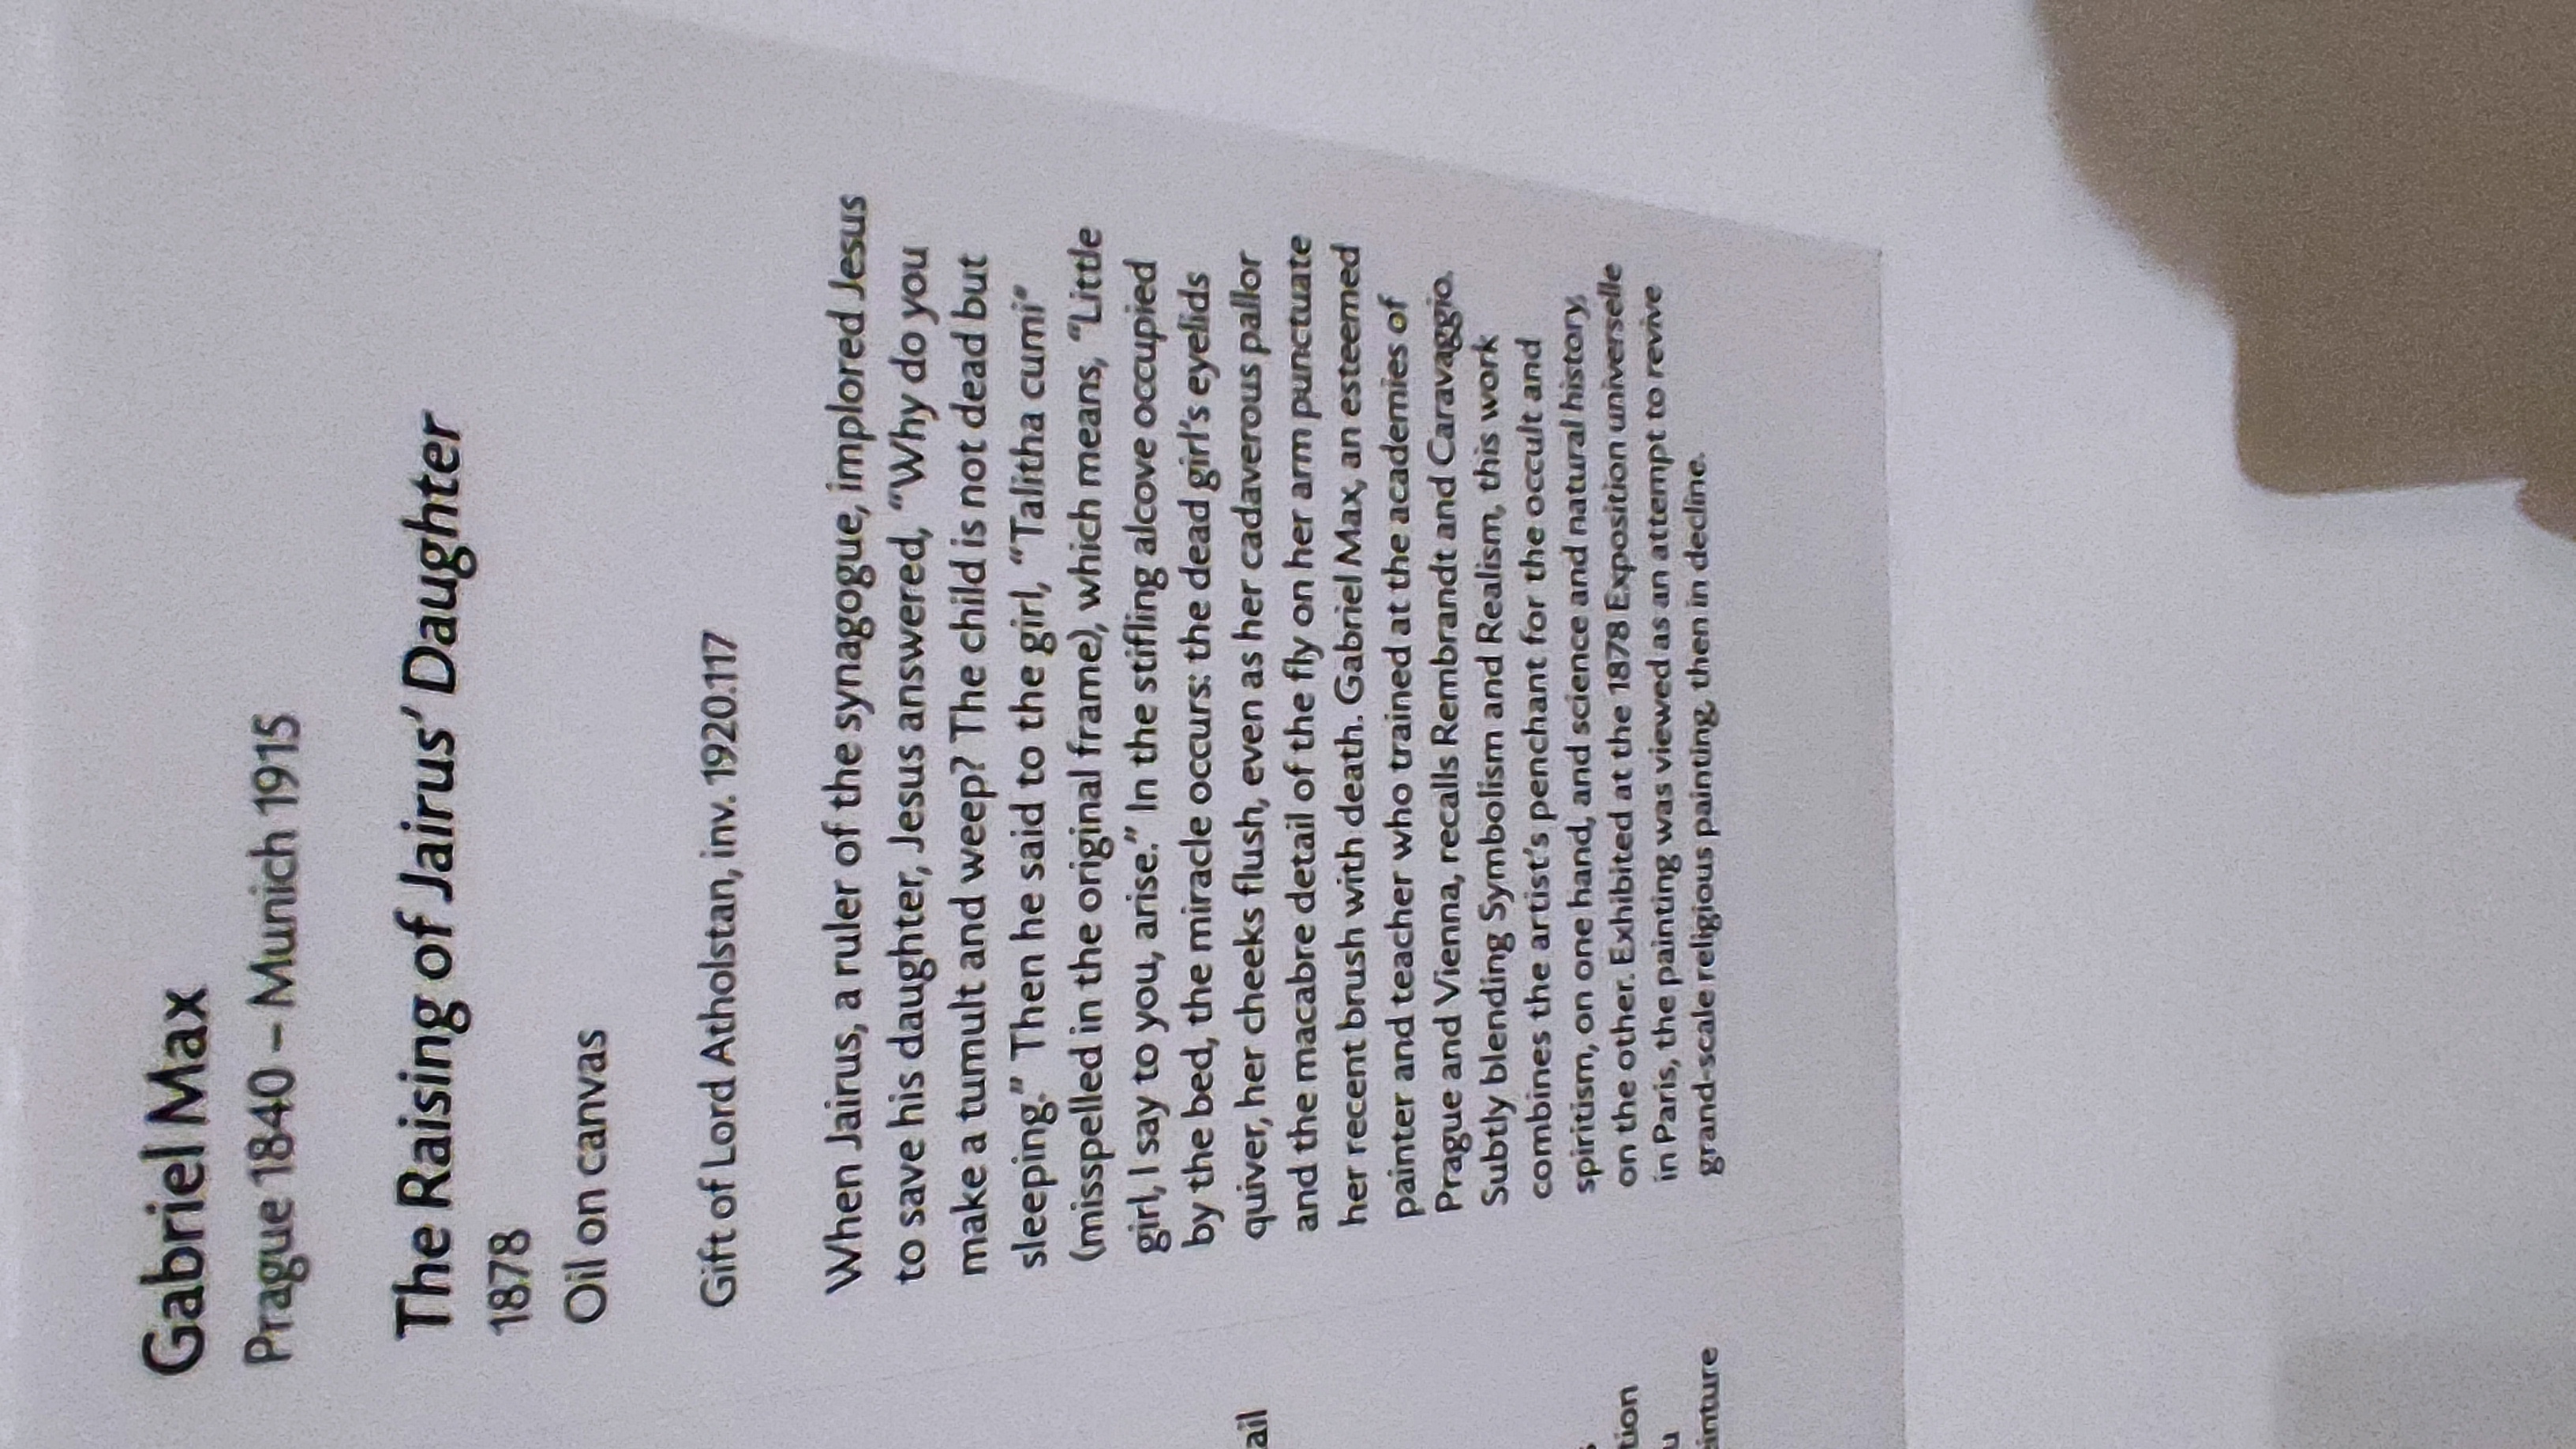 Gabriel Max
Prague 1840 – Munich 1915
The Raising of Jairus’ Daughter
1878
Oil on canvas
Gift of Lord Atholstan, inv. 1920.117
When Jairus, a ruler of the synagogue, implored Jesus
to save his daughter, Jesus answered, “Why do you
make a tumult and weep? The child is not dead but
sleeping.” Then he said to the girl, “Talitha cumi”
(misspelled in the original frame), which means, “Little
girl, I say to you, arise.” In the stifling alcove occupied
by the bed, the miracle occurs: the dead girl’s eyelids
quiver, her cheeks flush, even as her cadaverous pallor
and the macabre detail of the fly on her arm punctuate
her recent brush with death. Gabriel Max, an esteemed
painter and teacher who trained at the academies of
Prague and Vienna, recalls Rembrandt and Caravaggio.
Subtly blending Symbolism and Realism, this work
combines the artist’s penchant for the occult and
spiritism, on one hand, and science and natural history,
on the other. Exhibited at the 1878 Exposition universelle
in Paris, the painting was viewed as an attempt to revive
grand-scale religious painting, then in decline.
ail
tion
u
einture